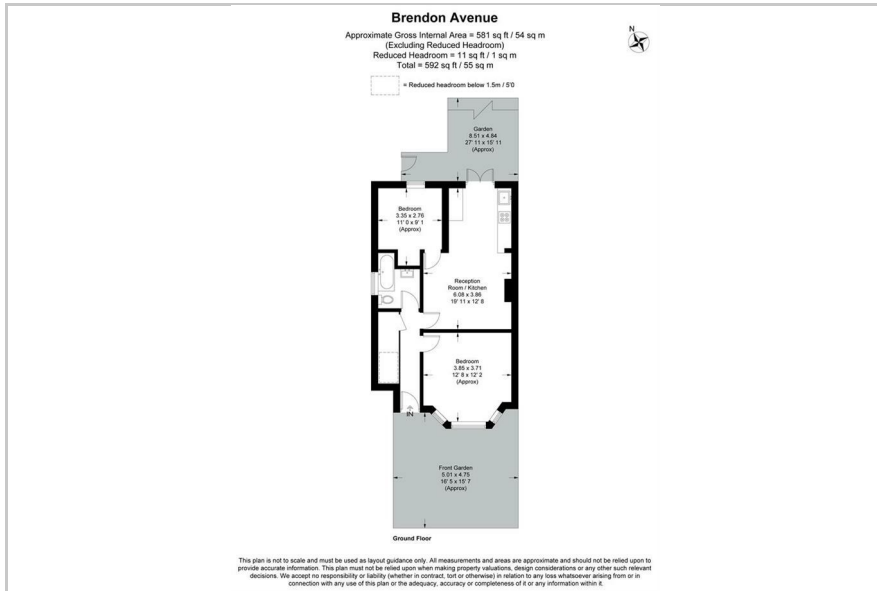 Brendon Avenue
Approximate Gross Internal Area = 581 sq ft / 54 sq m
(Excluding Reduced Headroom)
Reduced Headroom = 11 sq ft / 1 sq m
Total = 592 sq ft / 55 sq m
N
= Reduced headroom below 1.5m / 5'0
Garden
8.51 x 4.84
27' 11 x 15' 11
(Approx)
Bedroom
3.35 x 2.76
11' 0 x 9' 1
(Approx)
Reception
Room / Kitchen
6.08 x 3.86
19' 11 x 12' 8
Bedroom
3.85 x 3.71
12' 8 x 12' 2
(Approx)
IN
Front Garden
5.01 x 4.75
16' 5 x 15' 7
(Approx)
Ground Floor
This plan is not to scale and must be used as layout guidance only. All measurements and areas are approximate and should not be relied upon to
provide accurate information. This plan must not be relied upon when making property valuations, design considerations or any other such relevant
decisions. We accept no responsibility or liability (whether in contract, tort or otherwise) in relation to any loss whatsoever arising from or in
connection with any use of this plan or the adequacy, accuracy or completeness of it or any information within it.